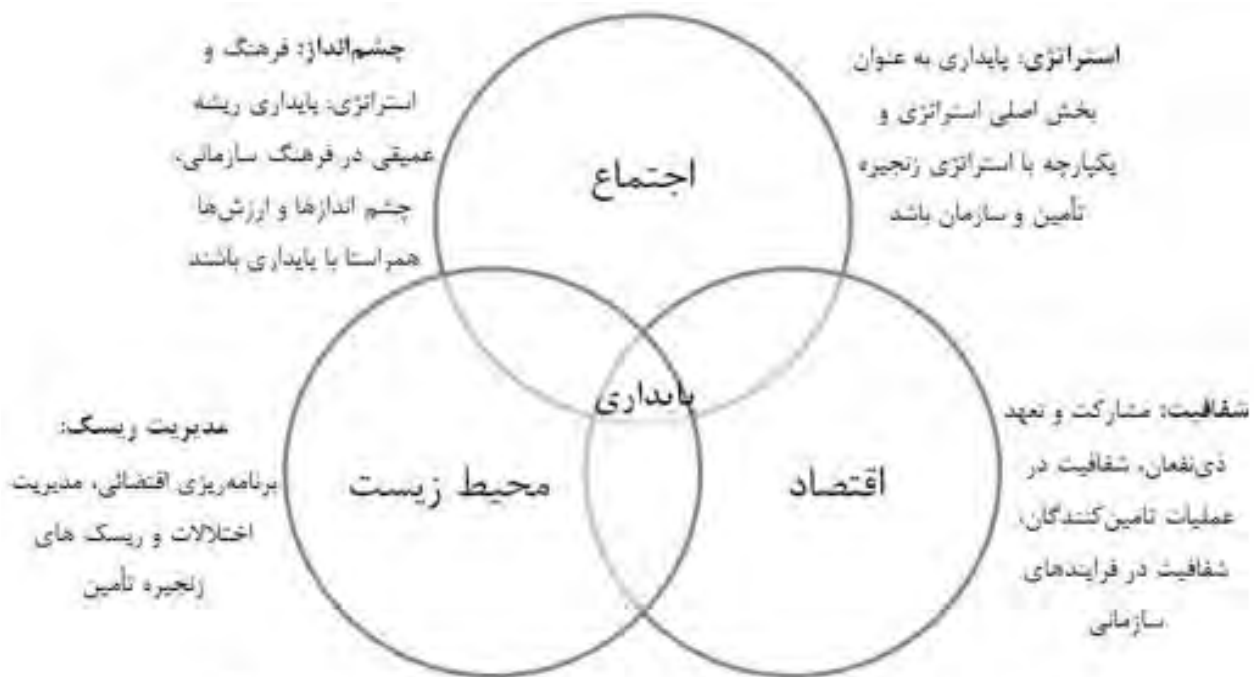 استراتژی: پایداری به عنوان
بخش اصلی استراتژی و
یکپارچه با استراتژی زنجیره
تأمین و سازمان باشد
چشم‌انداز: فرهنگ و
استراتژی: پایداری ریشه
عمیقی در فرهنگ سازمانی،
چشم اندازها و ارزش‌ها
همراستا با پایداری باشند
اجتماع
پایداری
اقتصاد
محیط زیست
شفافیت: مشارکت و تعهد
ذی‌نفعان، شفافیت در
عملیات تامین‌کنندگان،
شفافیت در فرایندهای
سازمانی
مدیریت ریسک:
برنامه‌ریزی اقتضائی، مدیریت
اختلالات و ریسک های
زنجیره تأمین